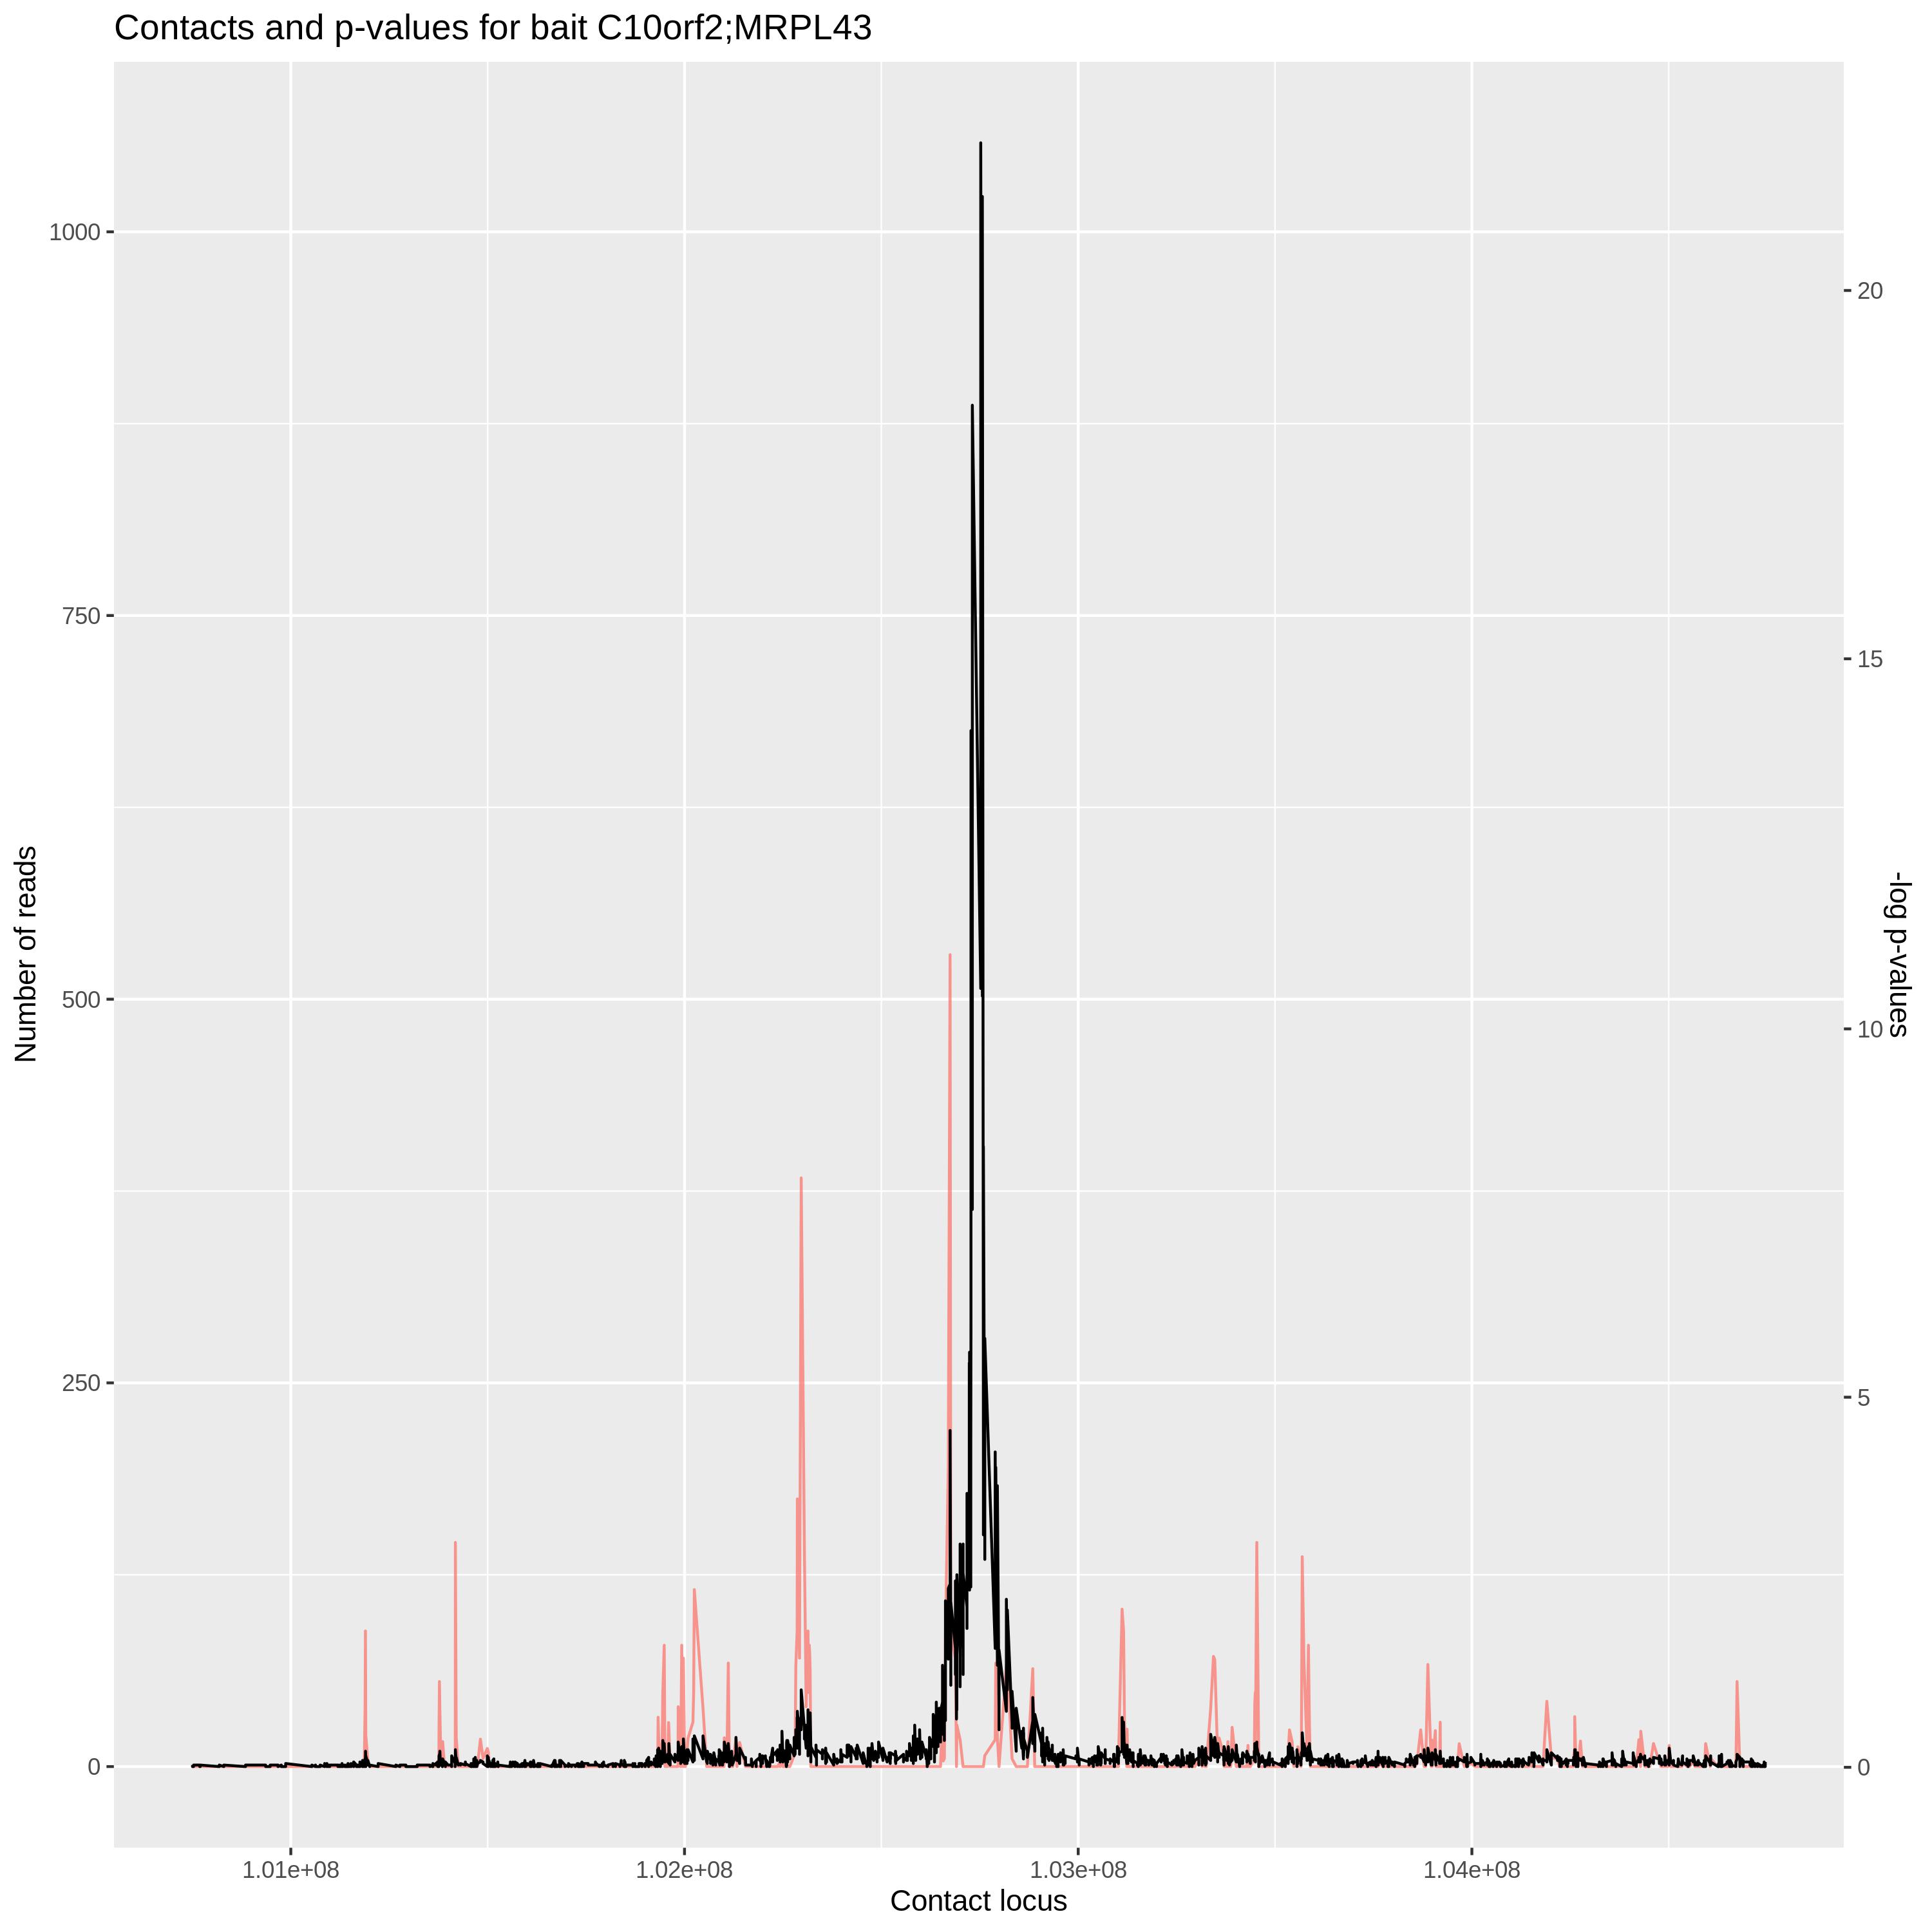 Contacts and p-values for bait C10orf2;MRPL43
1000
750
500
250
0
Number of reads
20
15
10
5
0
-log p-values
1.01e+08
1.02e+08
1.03e+08
1.04e+08
Contact locus